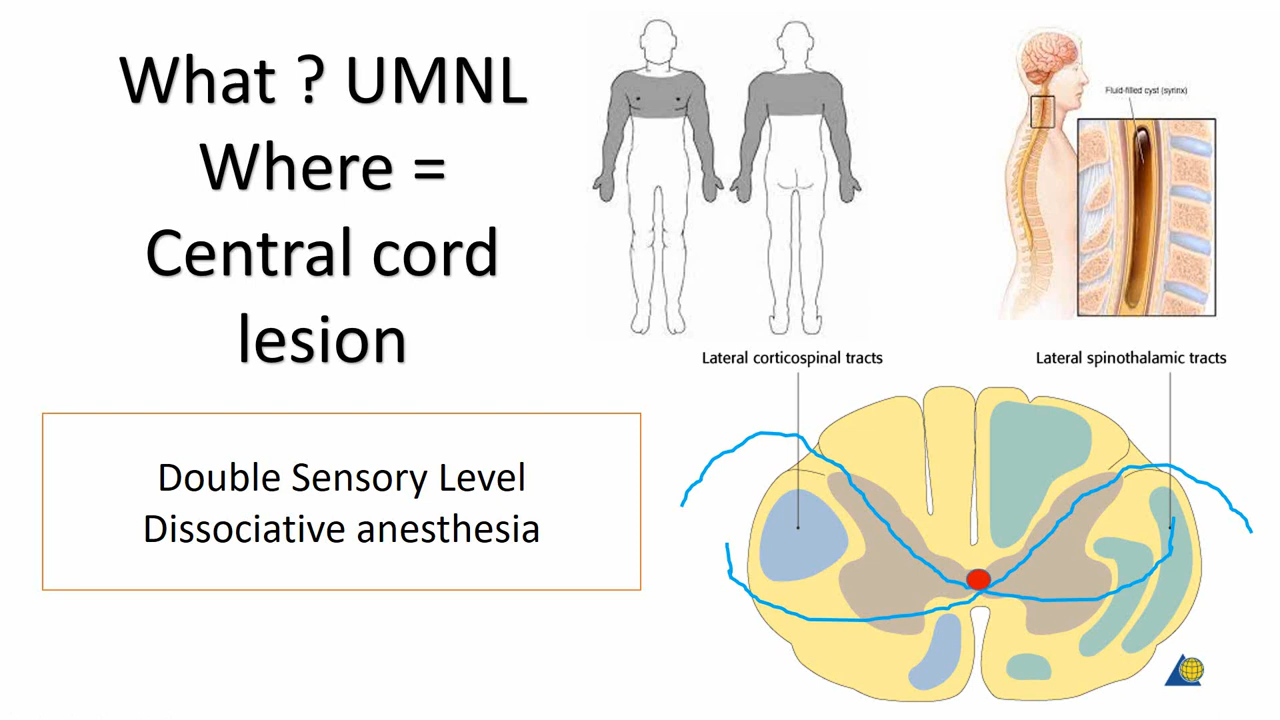 What ? UMNL
Where =
Central cord
lesion
Double Sensory Level
Dissociative anesthesia
Fluid-filled cyst (syrinx)
Lateral corticospinal tracts
Lateral spinothalamic tracts